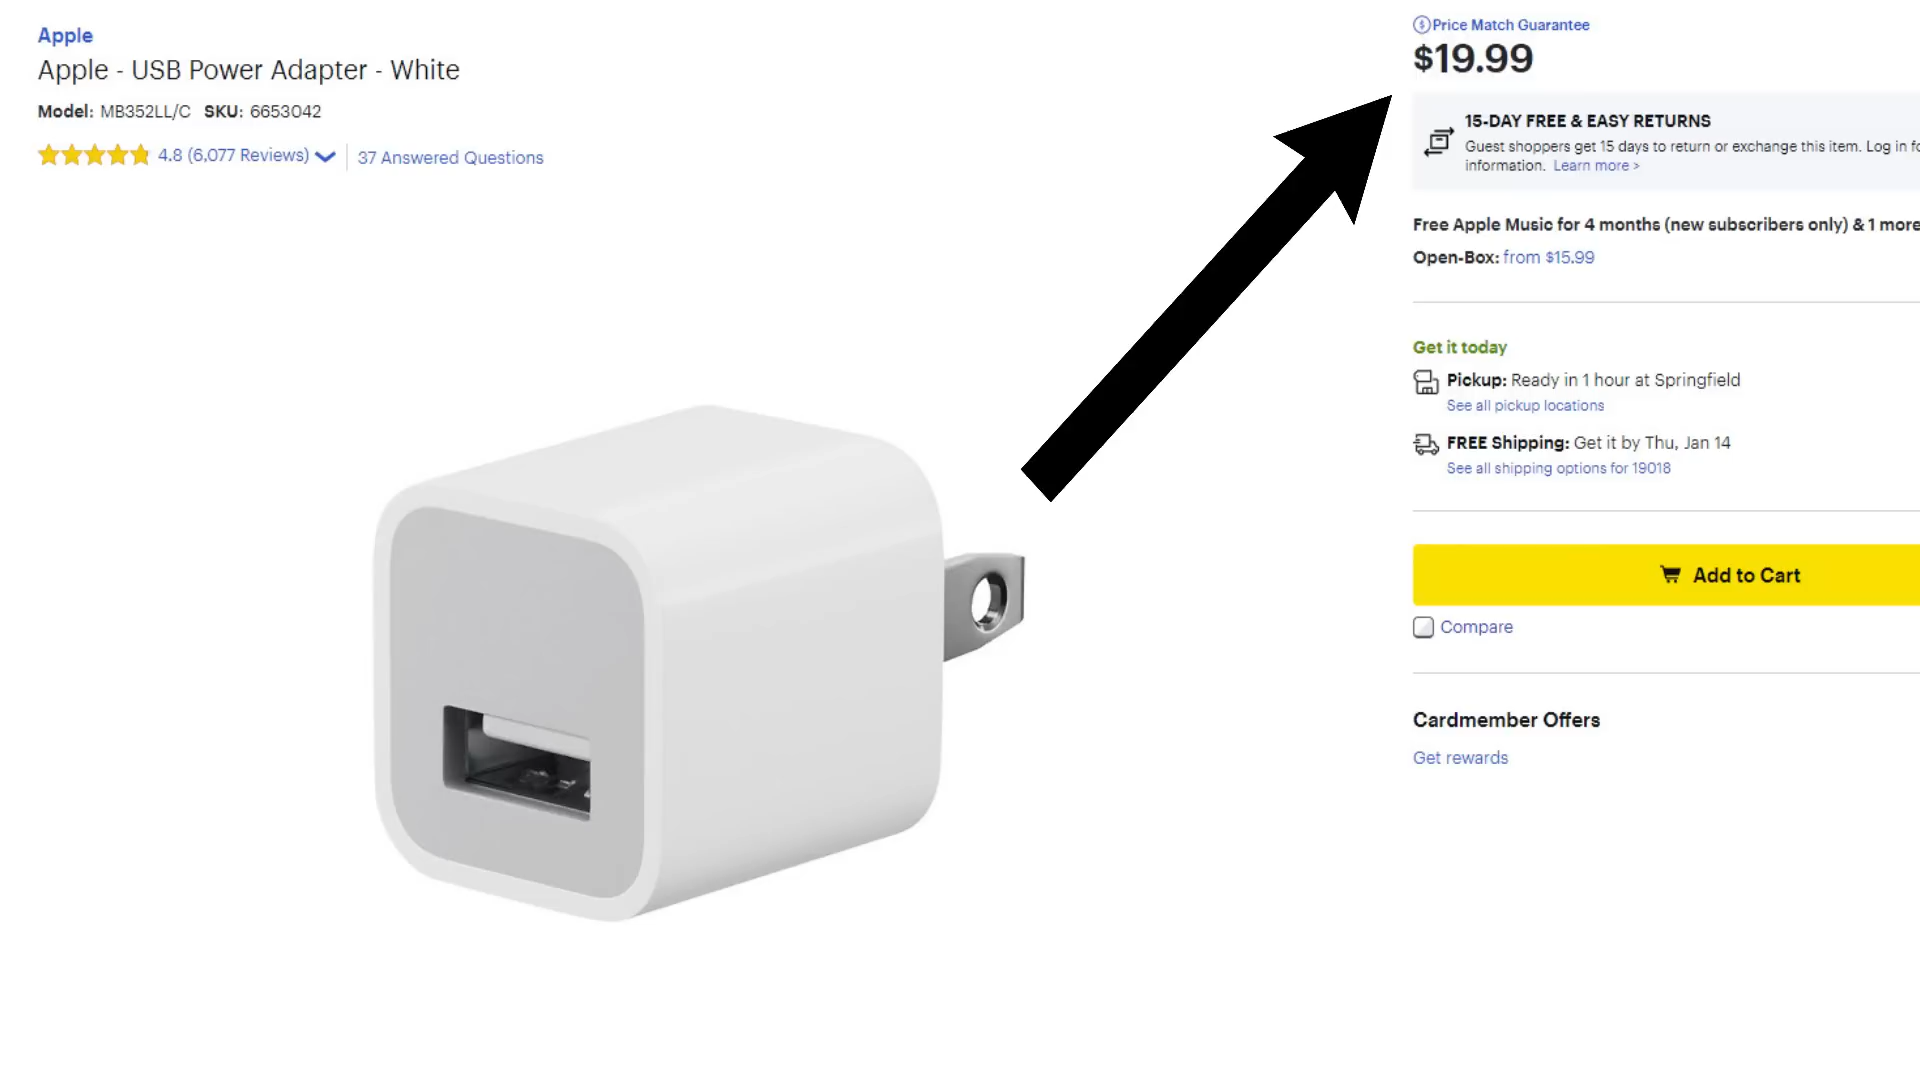 Apple
Apple - USB Power Adapter - White
Model: MB352LL/C SKU: 6653042
4.8 (6,077 Reviews) 37 Answered Questions
Price Match Guarantee
$19.99
15-DAY FREE & EASY RETURNS
Guest shoppers get 15 days to return or exchange this item. Log in
information. Learn more >
Free Apple Music for 4 months (new subscribers only) & 1 more
Open-Box: from $15.99
Get it today
Pickup: Ready in 1 hour at Springfield
See all pickup locations
FREE Shipping: Get it by Thu, Jan 14
See all shipping options for 19018
Add to Cart
Compare
Cardmember Offers
Get rewards